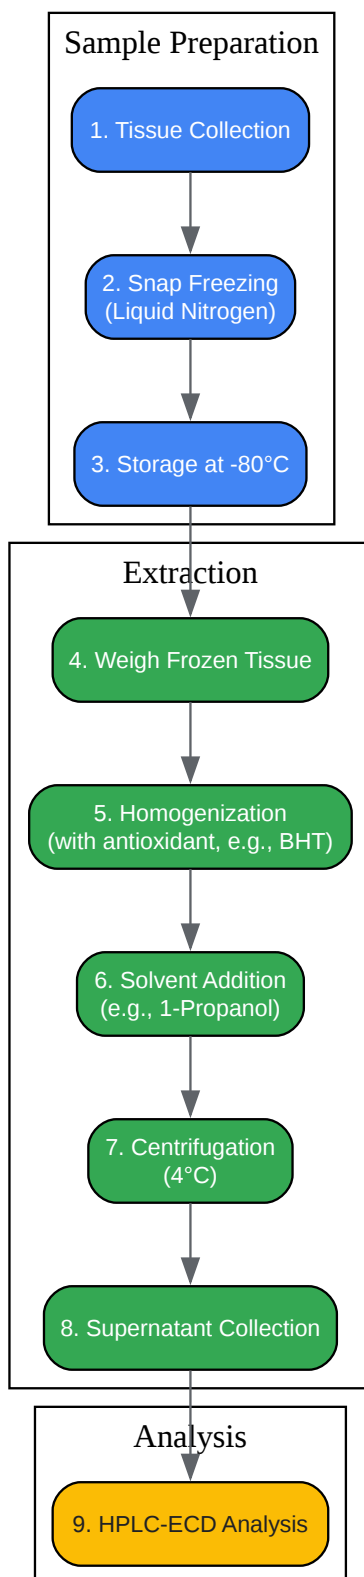 Sample Preparation
1. Tissue Collection
2. Snap Freezing
(Liquid Nitrogen)
3. Storage at -80°C
Extraction
4. Weigh Frozen Tissue
5. Homogenization
(with antioxidant, e.g., BHT)
6. Solvent Addition
(e.g., 1-Propanol)
7. Centrifugation
(4°C)
8. Supernatant Collection
Analysis
9. HPLC-ECD Analysis